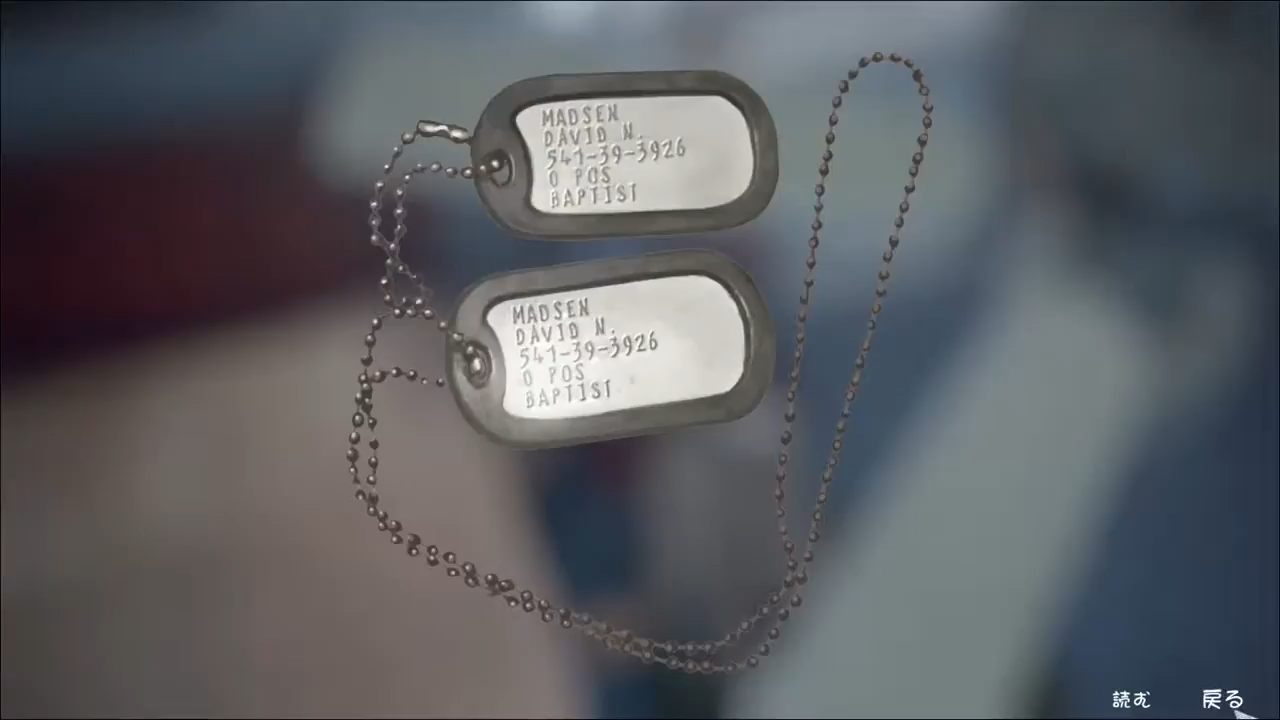 MADSEN
DAVID N.
541-39-3926
O POS
BAPTIST
MADSEN
DAVID N.
541-39-3926
O POS
BAPTIST
読む 戻る